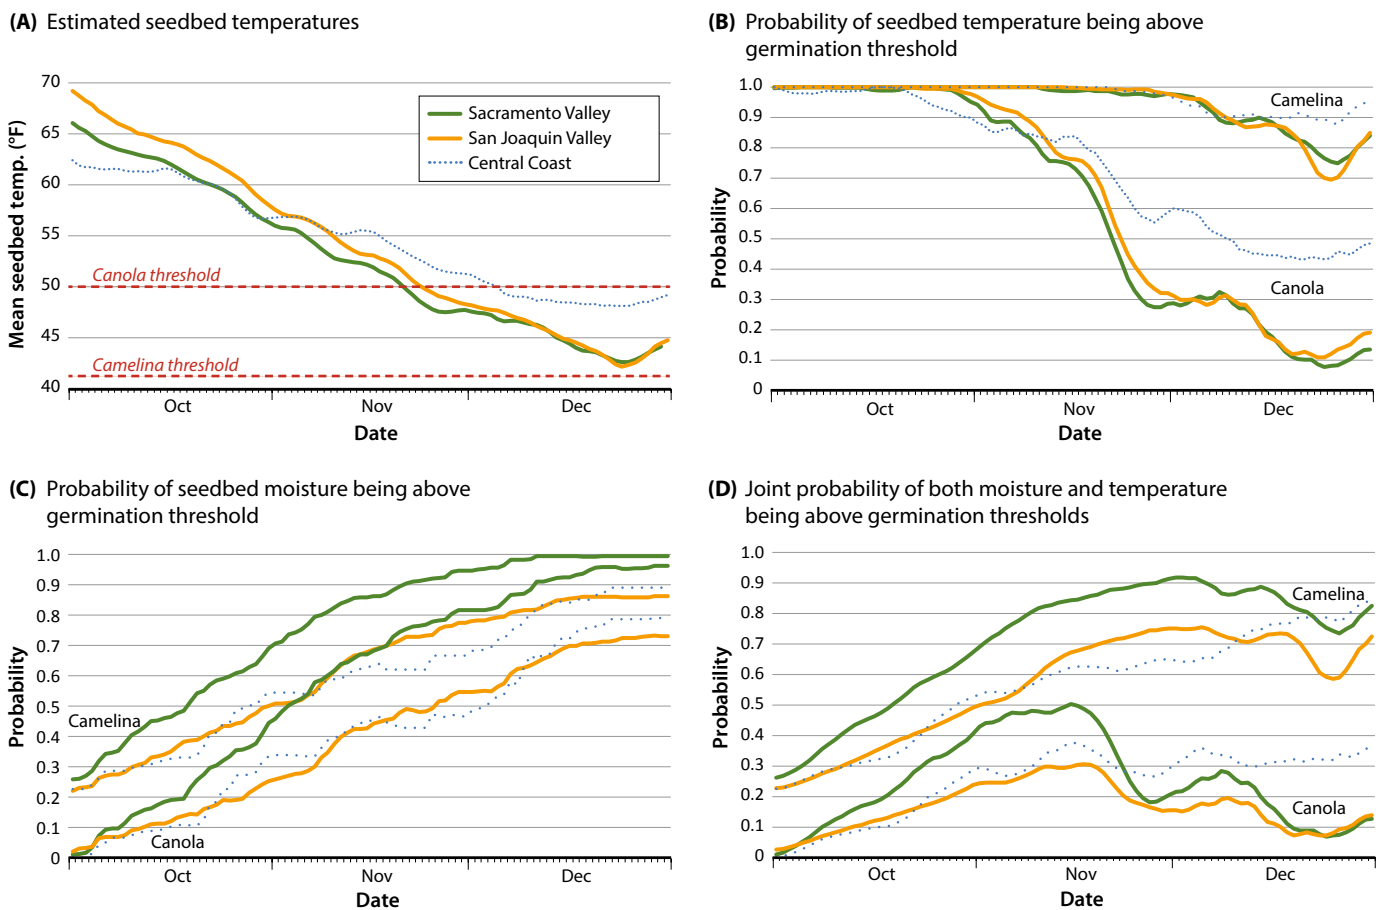 (A) Estimated seedbed temperatures
70
65
60
55
50
45
40
Mean seedbed temp. (°F)
Sacramento Valley
San Joaquin Valley
Central Coast
Canola threshold
Camelina threshold
Oct
Nov
Dec
Date
(B) Probability of seedbed temperature being above
germination threshold
1.0
0.9
0.8
0.7
0.6
0.5
0.4
0.3
0.2
0.1
0
Probability
Camelina
Canola
Oct
Nov
Dec
Date
(C) Probability of seedbed moisture being above
germination threshold
1.0
0.9
0.8
0.7
0.6
0.5
0.4
0.3
0.2
0.1
0
Probability
Camelina
Canola
Oct
Nov
Dec
Date
(D) Joint probability of both moisture and temperature
being above germination thresholds
1.0
0.9
0.8
0.7
0.6
0.5
0.4
0.3
0.2
0.1
0
Probability
Camelina
Canola
Oct
Nov
Dec
Date